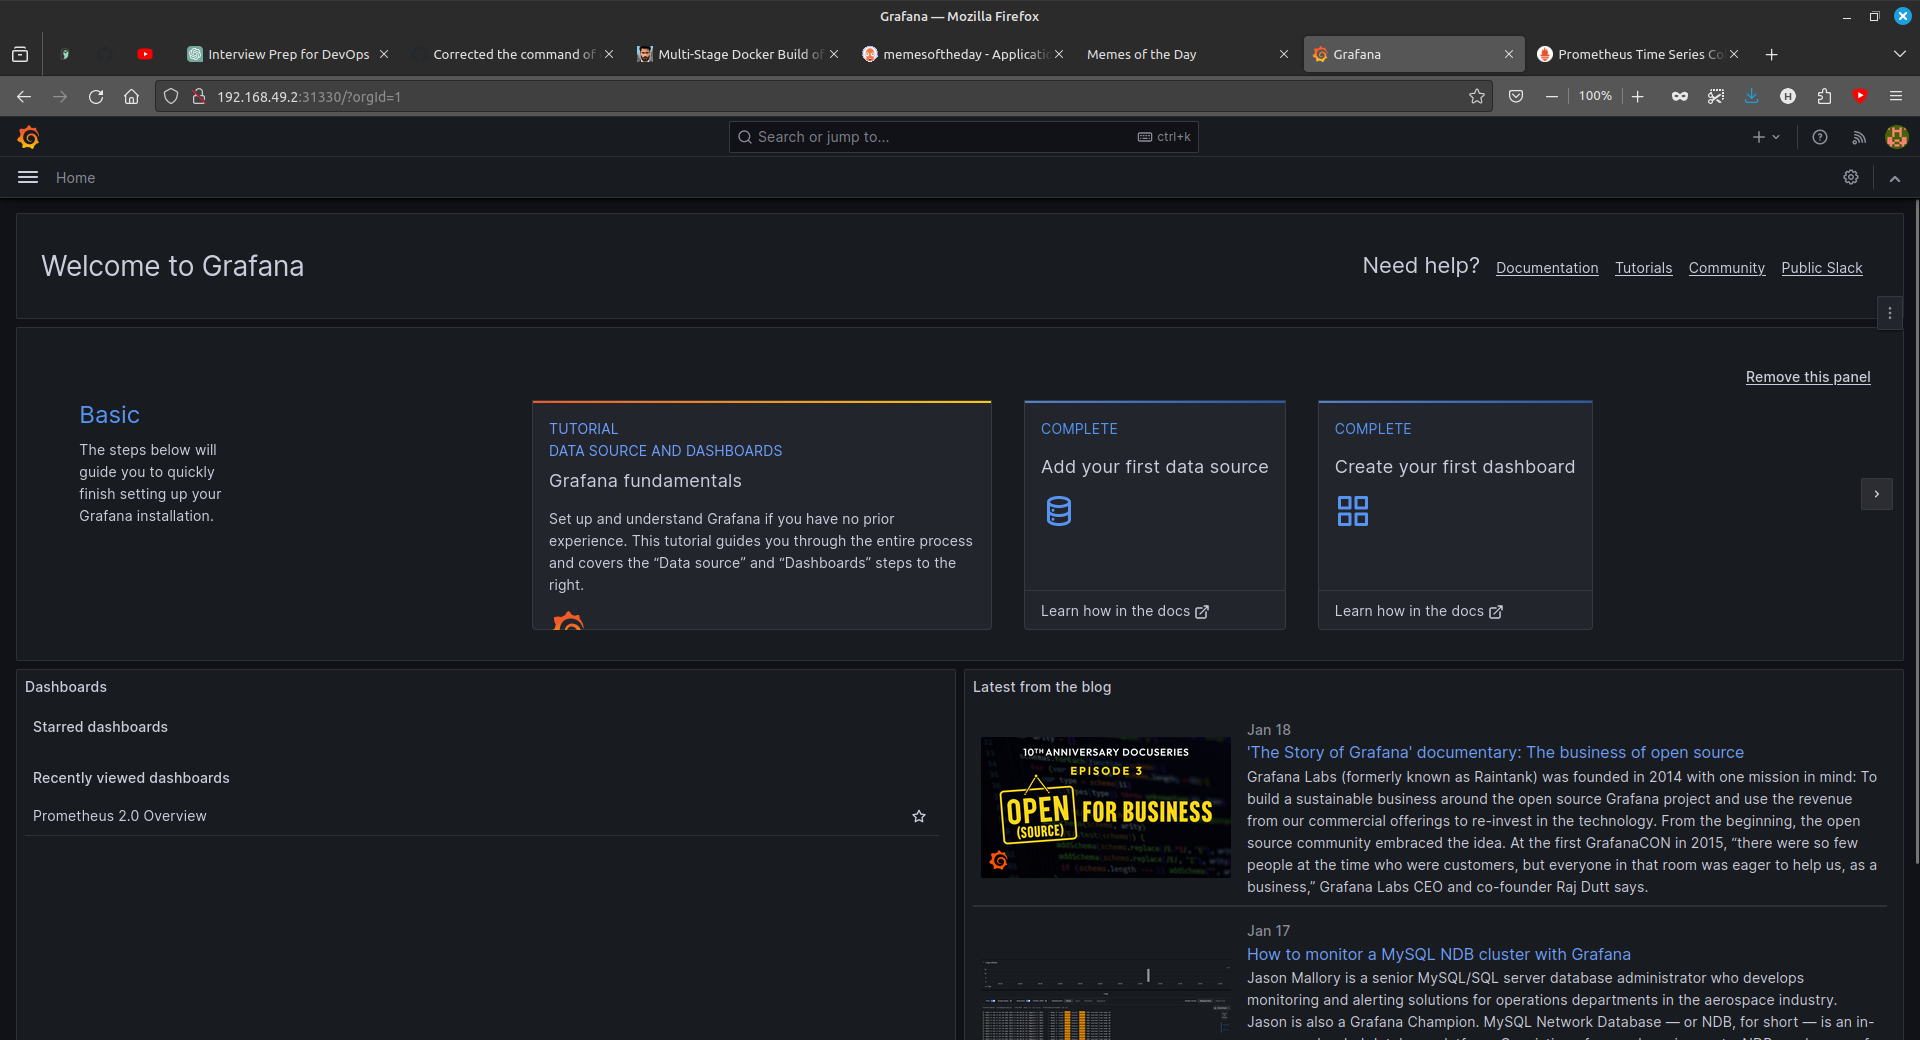 Grafana — Mozilla Firefox
Interview Prep for DevOps
Corrected the command of
Multi-Stage Docker Build of
memesoftheday - Applicati
Memes of the Day
Grafana
Prometheus Time Series Co
192.168.49.2:31330/?orgId=1
100%
Search or jump to...
ctrl+k
Home
Welcome to Grafana
Need help? Documentation Tutorials Community Public Slack
Remove this panel
Basic
The steps below will
guide you to quickly
finish setting up your
Grafana installation.
TUTORIAL
DATA SOURCE AND DASHBOARDS
Grafana fundamentals
Set up and understand Grafana if you have no prior
experience. This tutorial guides you through the entire process
and covers the “Data source” and “Dashboards” steps to the
right.
COMPLETE
Add your first data source
Learn how in the docs
COMPLETE
Create your first dashboard
Learn how in the docs
Dashboards
Starred dashboards
Recently viewed dashboards
Prometheus 2.0 Overview
Latest from the blog
10TH ANNIVERSARY DOCUSERIES
EPISODE 3
OPEN
(SOURCE)
FOR BUSINESS
Jan 18
'The Story of Grafana' documentary: The business of open source
Grafana Labs (formerly known as Raintank) was founded in 2014 with one mission in mind: To
build a sustainable business around the open source Grafana project and use the revenue
from our commercial offerings to re-invest in the technology. From the beginning, the open
source community embraced the idea. At the first GrafanaCON in 2015, “there were so few
people at the time who were customers, but everyone in that room was eager to help us, as a
business,” Grafana Labs CEO and co-founder Raj Dutt says.
Jan 17
How to monitor a MySQL NDB cluster with Grafana
Jason Mallory is a senior MySQL/SQL server database administrator who develops
monitoring and alerting solutions for operations departments in the aerospace industry.
Jason is also a Grafana Champion. MySQL Network Database — or NDB, for short — is an in-